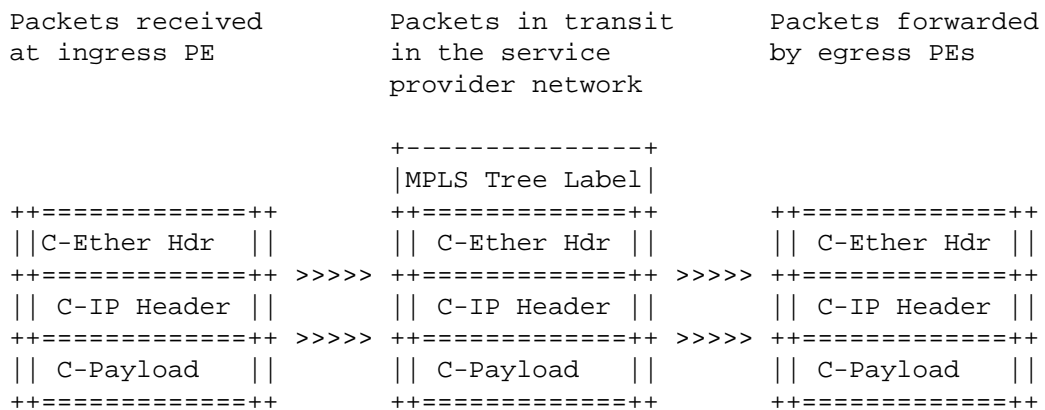 Packets received        Packets in transit     Packets forwarded
at ingress PE           in the service         by egress PEs
                        provider network

                        +---------------+
                        |MPLS Tree Label|
++=============++       ++=============++       ++=============++
||C-Ether Hdr  ||       || C-Ether Hdr ||       || C-Ether Hdr ||
++=============++ >>>>> ++=============++ >>>>> ++=============++
|| C-IP Header ||       || C-IP Header ||       || C-IP Header ||
++=============++ >>>>> ++=============++ >>>>> ++=============++
|| C-Payload   ||       || C-Payload   ||       || C-Payload   ||
++=============++       ++=============++       ++=============++